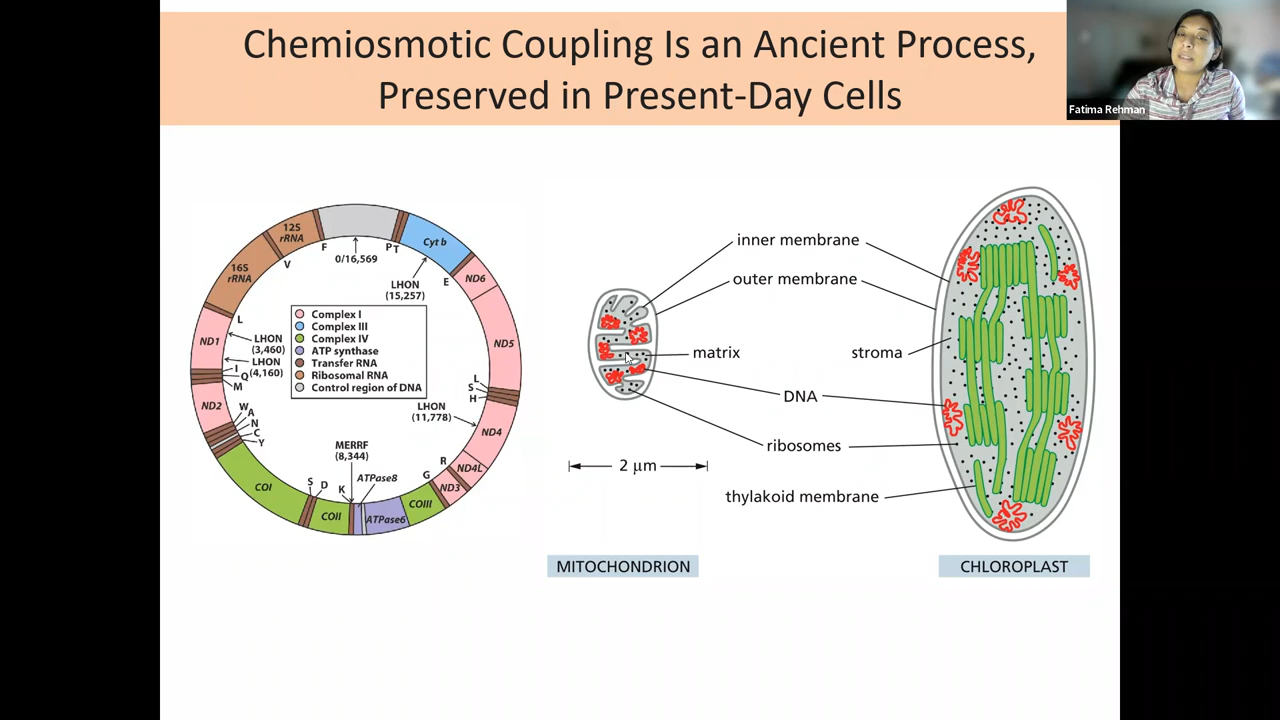 Chemiosmotic Coupling Is an Ancient Process,
Preserved in Present-Day Cells
Fatima Rehman
12S
rRNA
16S
rRNA
F
V
0/16,569
P
T
Cyt b
LHON
(15,257)
E
ND6
L
ND1
LHON
(3,460)
LHON
(4,160)
I
Q
M
ND2
Complex I
Complex III
Complex IV
ATP synthase
Transfer RNA
Ribosomal RNA
Control region of DNA
ND5
L
S
H
LHON
(11,778)
ND4
W
A
N
C
Y
MERRF
(8,344)
ATPase8
R
ND4L
G
ND3
COI
S
D
K
COII
ATPase6
COIII
inner membrane
outer membrane
matrix
stroma
DNA
ribosomes
2 μm
thylakoid membrane
MITOCHONDRION
CHLOROPLAST